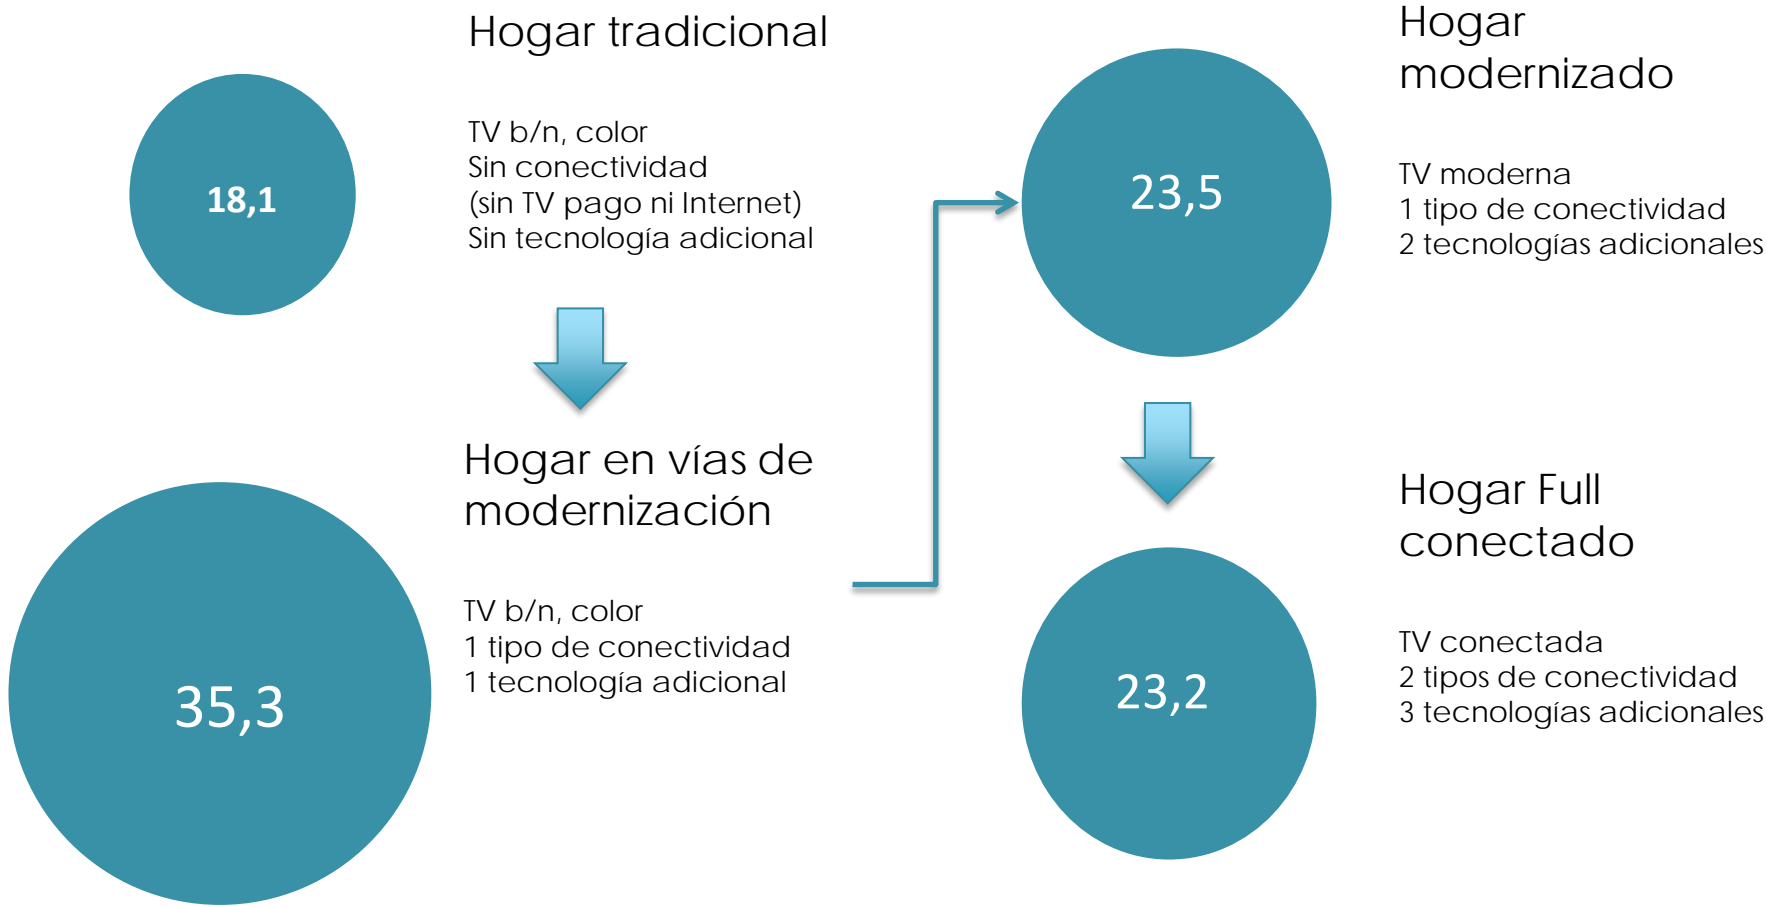 Hogar tradicional
18,1
TV b/n, color
Sin conectividad
(sin TV pago ni Internet)
Sin tecnología adicional
Hogar en vías de
modernización
35,3
TV b/n, color
1 tipo de conectividad
1 tecnología adicional
Hogar
modernizado
23,5
TV moderna
1 tipo de conectividad
2 tecnologías adicionales
Hogar Full
conectado
23,2
TV conectada
2 tipos de conectividad
3 tecnologías adicionales